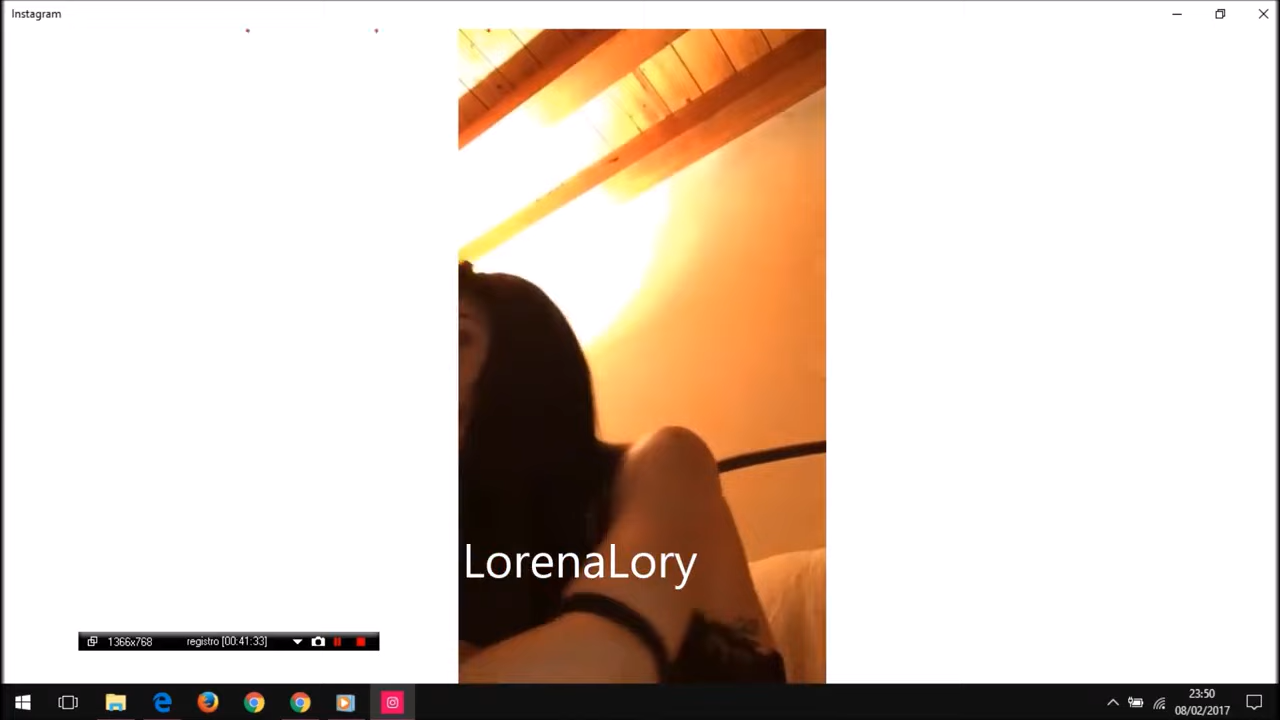 Instagram
LorenaLory
1366x768 registro [00:41:33]
23:50
08/02/2017